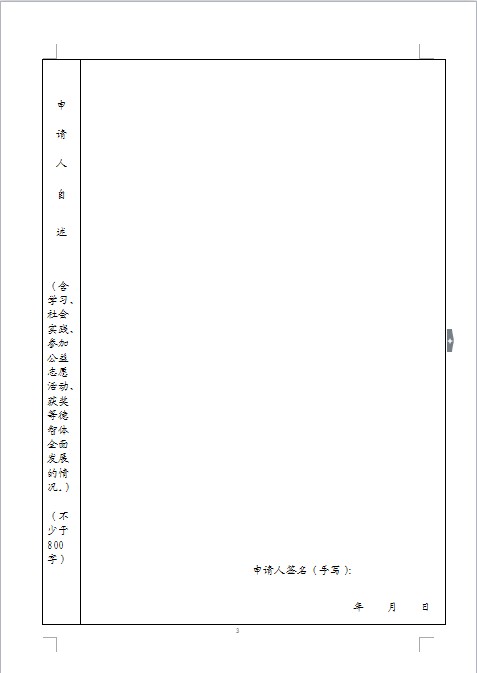 申
请
人
自
述
（含
学习、
社会
实践、
参加
公益
志愿
活动、
获奖
等德
智体
全面
发展
的情
况。）
（不
少于
800
字）
申请人签名（手写）：
年 月 日
3